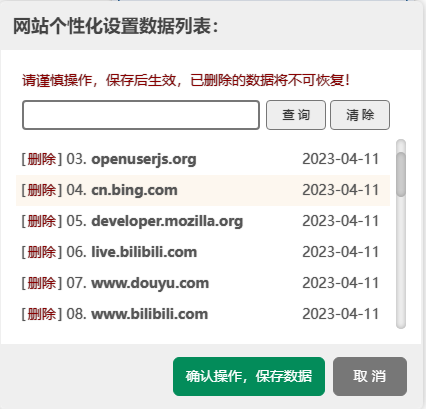 网站个性化设置数据列表：
请谨慎操作，保存后生效，已删除的数据将不可恢复！
查 询 清 除
[删除] 03. openuserjs.org 2023-04-11
[删除] 04. cn.bing.com 2023-04-11
[删除] 05. developer.mozilla.org 2023-04-11
[删除] 06. live.bilibili.com 2023-04-11
[删除] 07. www.douyu.com 2023-04-11
[删除] 08. www.bilibili.com 2023-04-11
确认操作，保存数据 取 消